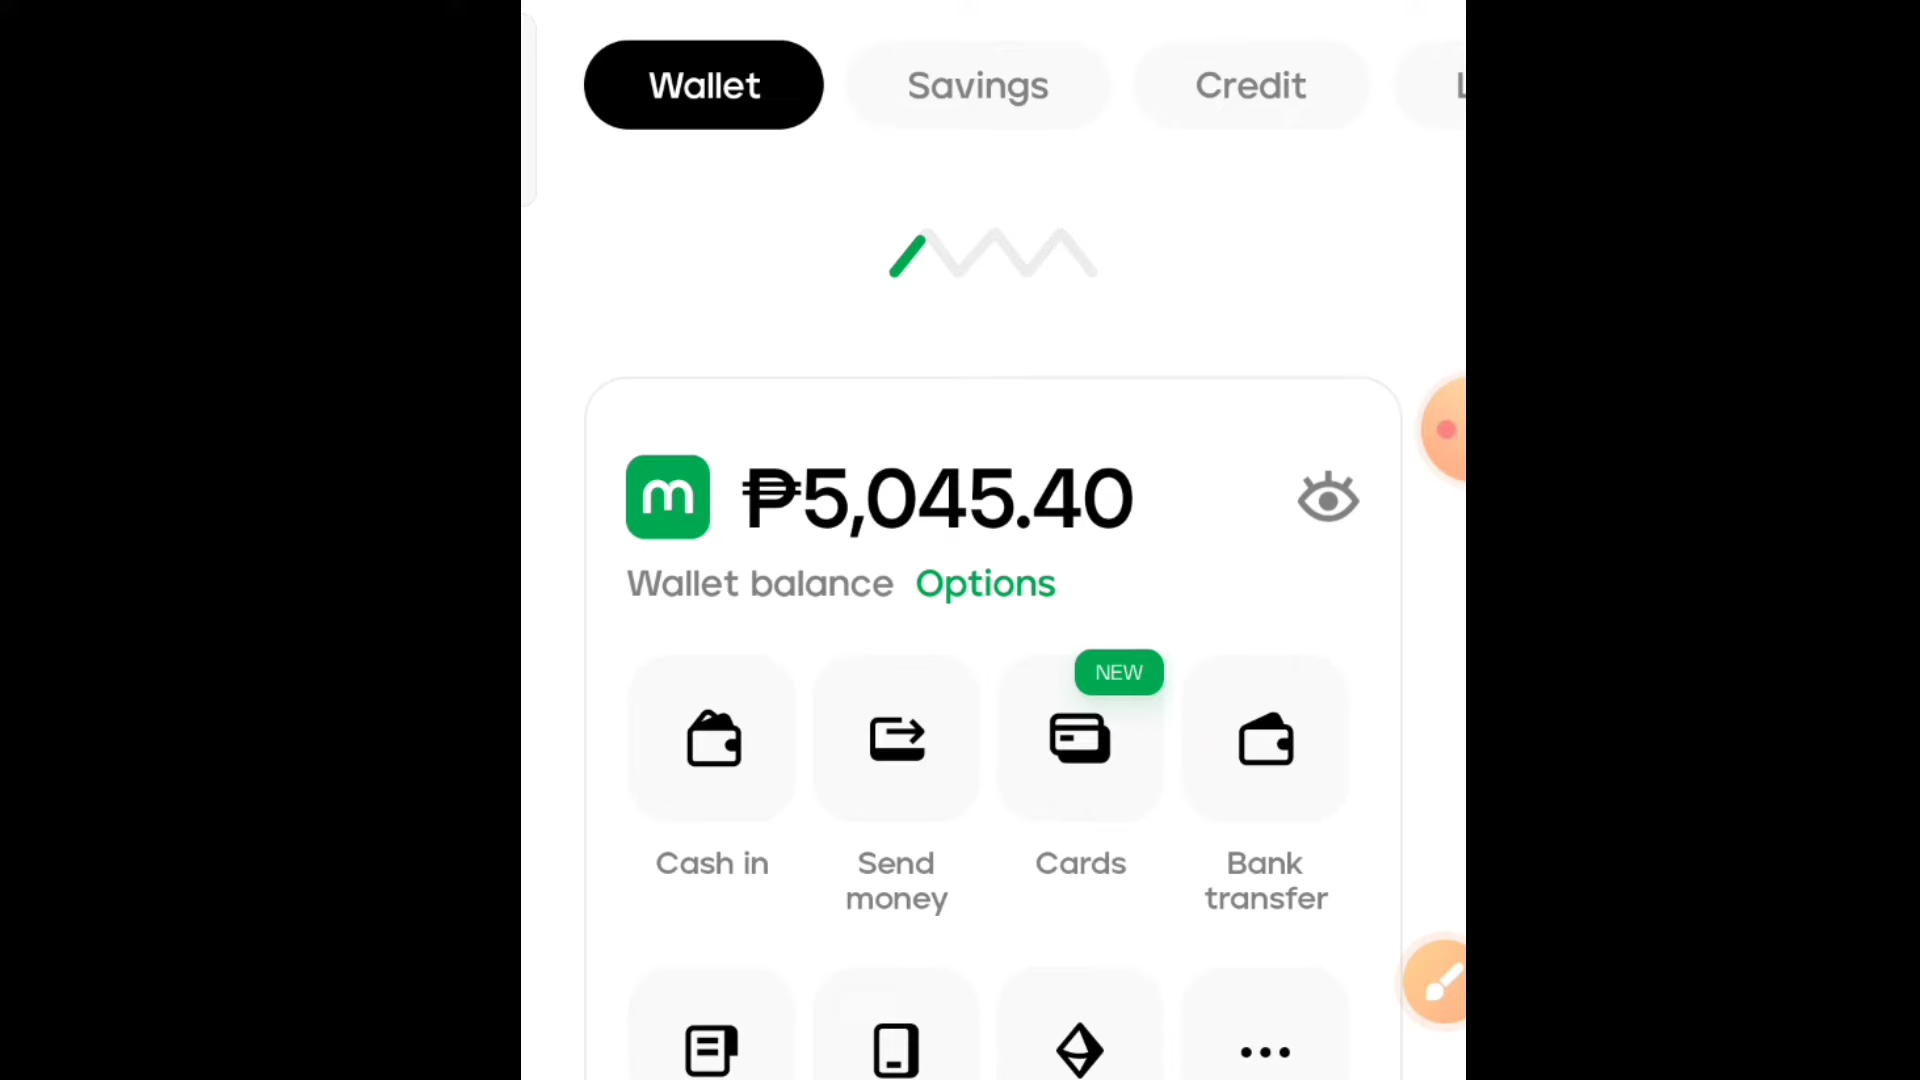 Wallet Savings Credit L
m ₱5,045.40
Wallet balance Options
NEW
Cash in Send money Cards Bank transfer